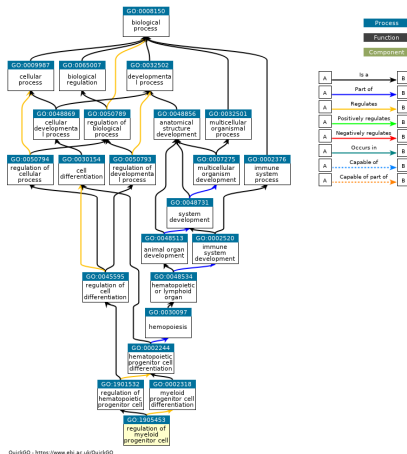 GO:0008150
biological
process
Process
Function
Component
GO:0009987
cellular
process
GO:0065007
biological
regulation
GO:0032502
developmenta
l process
A Is a B
A Part of B
A Regulates B
A Positively regulates B
A Negatively regulates B
A Occurs in B
A Capable of B
A Capable of part of B
GO:0048869
cellular
developmenta
l process
GO:0050789
regulation of
biological
process
GO:0048856
anatomical
structure
development
GO:0032501
multicellular
organismal
process
GO:0050794
regulation of
cellular
process
GO:0030154
cell
differentiation
GO:0050793
regulation of
developmenta
l process
GO:0007275
multicellular
organism
development
GO:0002376
immune
system
process
GO:0048731
system
development
GO:0048513
animal organ
development
GO:0002520
immune
system
development
GO:0045595
regulation of
cell
differentiation
GO:0048534
hematopoietic
or lymphoid
organ
GO:0030097
hemopoiesis
GO:0002244
hematopoietic
progenitor cell
differentiation
GO:1901532
regulation of
hematopoietic
progenitor cell
GO:0002318
myeloid
progenitor cell
differentiation
GO:1905453
regulation of
myeloid
progenitor cell
QuickGO - https://www.ebi.ac.uk/QuickGO